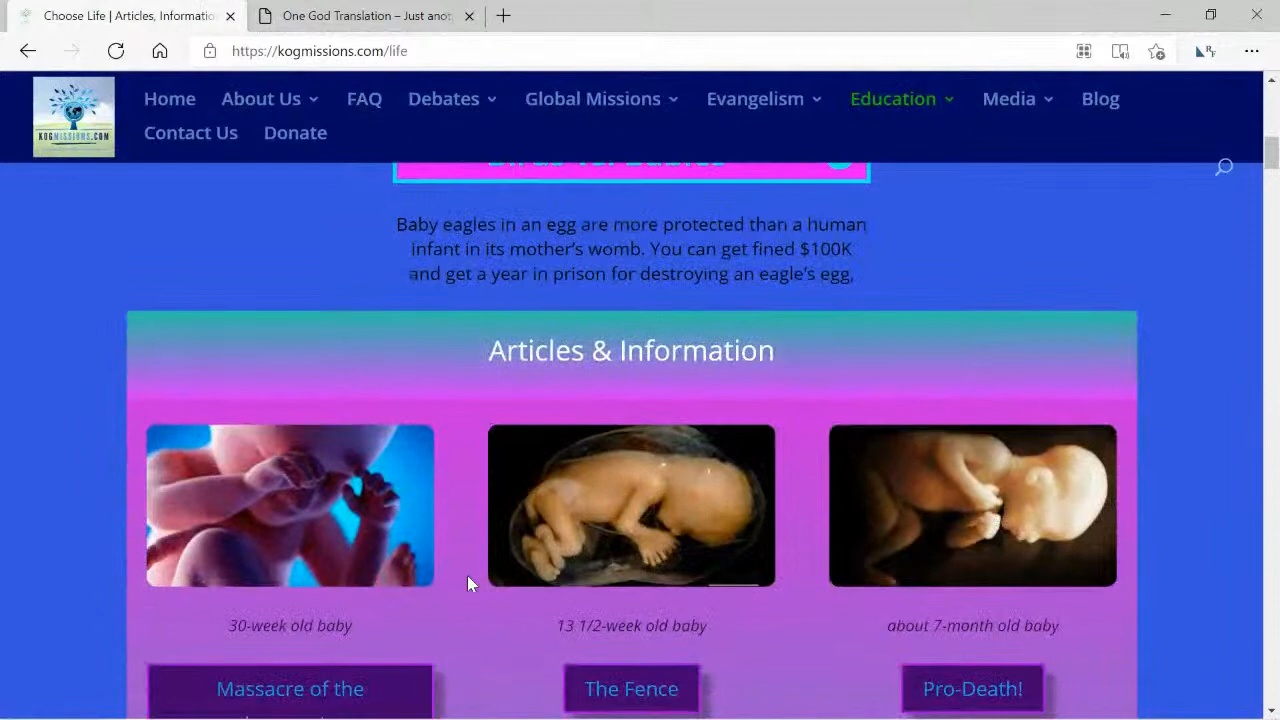 Choose Life | Articles, Informatio
One Kog Translation – Just anot
https://kogmissions.com/life
KOGMISSIONS.COM
Home About Us FAQ Debates Global Missions Evangelism Education Media Blog
Contact Us Donate
Baby eagles in an egg are more protected than a human
infant in its mother's womb. You can get fined $100K
and get a year in prison for destroying an eagle's egg,
Articles & Information
30-week old baby
13 1/2-week old baby
about 7-month old baby
Massacre of the
The Fence
Pro-Death!